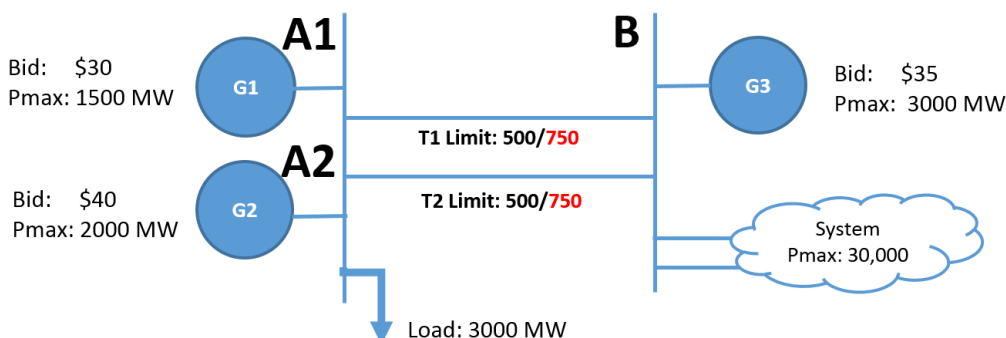 A1
B
Bid: $30
Pmax: 1500 MW
G1
G3
Bid: $35
Pmax: 3000 MW
T1 Limit: 500/750
A2
Bid: $40
Pmax: 2000 MW
G2
T2 Limit: 500/750
System
Pmax: 30,000
Load: 3000 MW